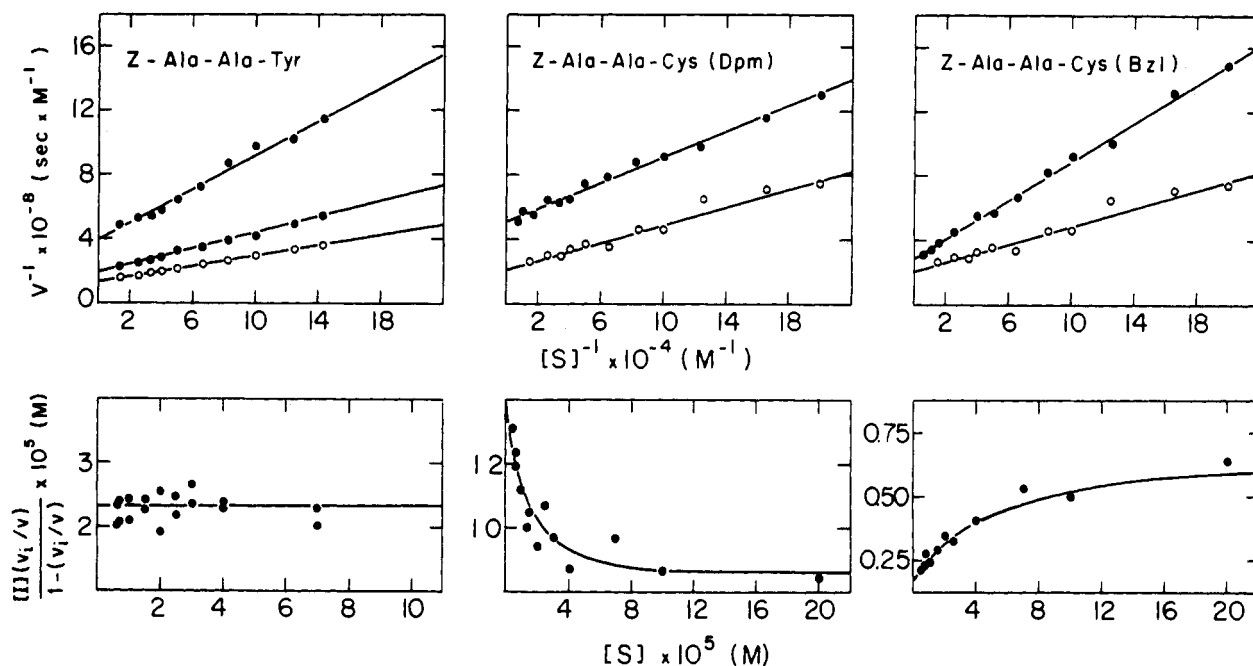 Z-Ala-Ala-Tyr
Z-Ala-Ala-Cys (Dpm)
Z-Ala-Ala-Cys (Bzl)
V⁻¹ x 10⁻⁸ (sec x M⁻¹)
16
12
8
4
0
2 6 10 14 18
2 6 10 14 18
2 6 10 14 18
[S]⁻¹ x 10⁻⁴ (M⁻¹)
[I](vᵢ/v)
1-(vᵢ/v)
x 10⁵ (M)
3
2
1.2
1.0
0.75
0.50
0.25
2 4 6 8 10
4 8 12 16 20
4 8 12 16 20
[S] x 10⁵ (M)